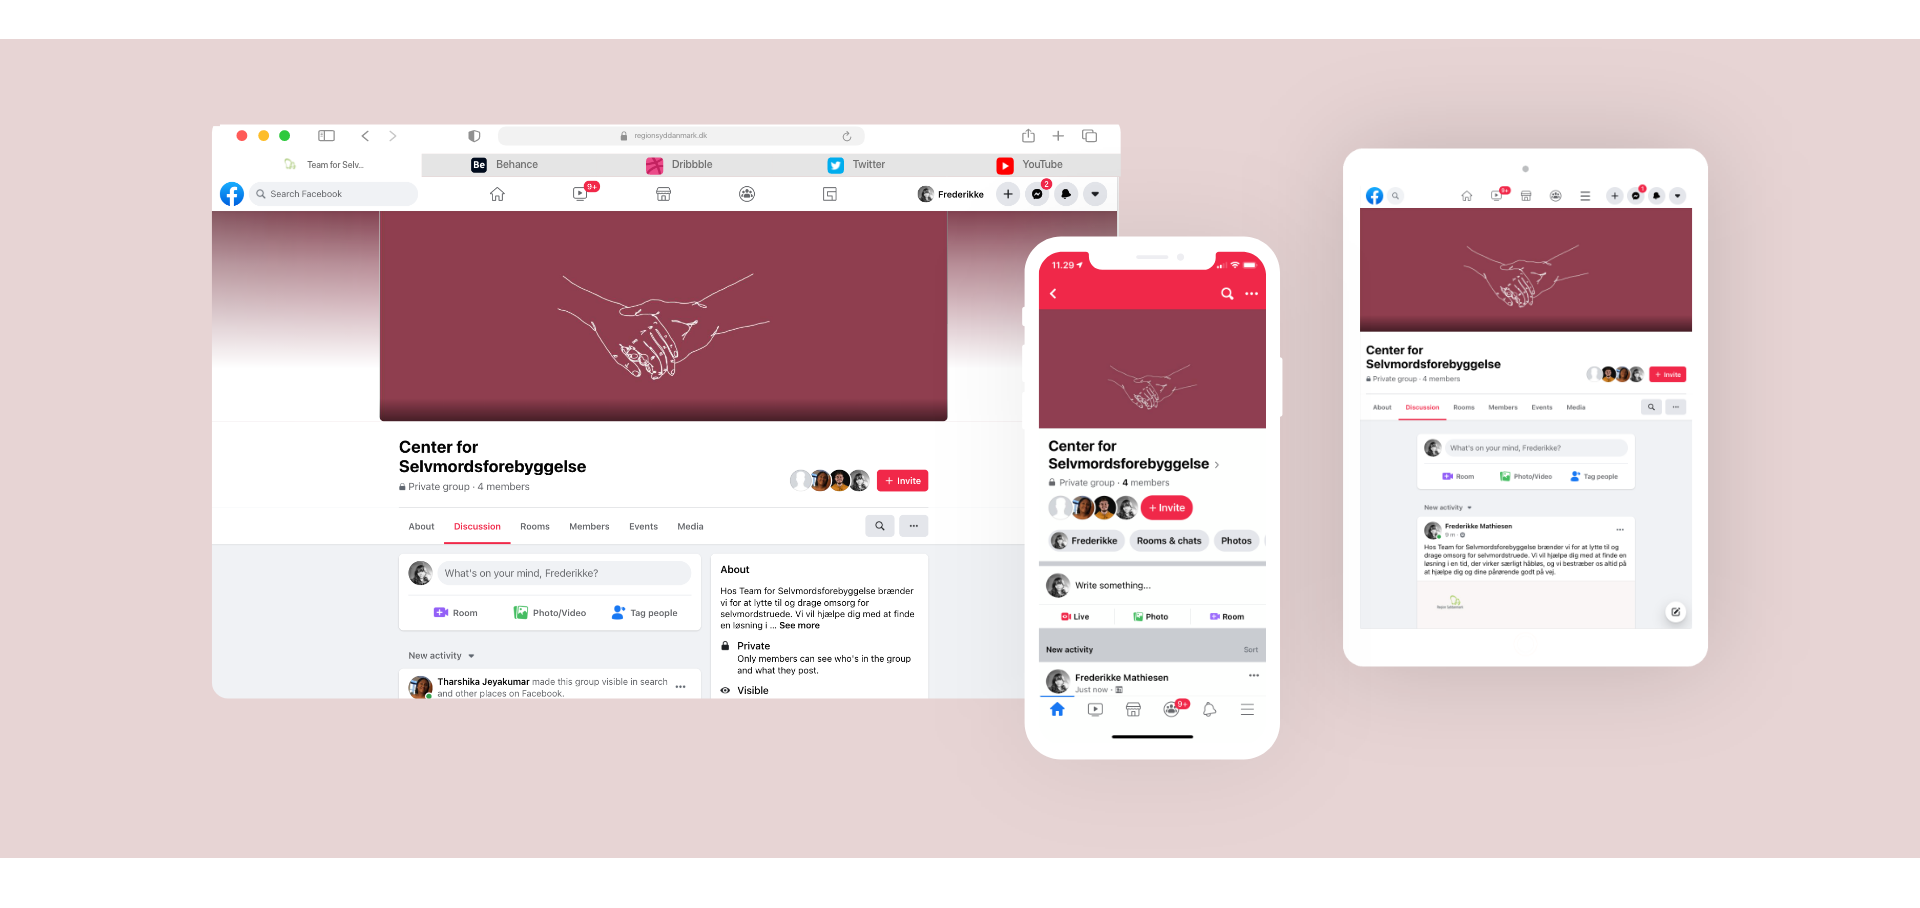 regionsyddanmark.dk
Team for Selv...
Be Behance
Dribbble
Twitter
YouTube
Search Facebook
9+
Frederikke
2
Center for
Selvmordsforebyggelse
Private group · 4 members
+ Invite
About Discussion Rooms Members Events Media
What's on your mind, Frederikke?
Room Photo/Video Tag people
New activity
Tharshika Jeyakumar made this group visible in search
and other places on Facebook.
About
Hos Team for Selvmordsforebyggelse brænder
vi for at lytte til og drage omsorg for
selvmordstruede. Vi vil hjælpe dig med at finde
en løsning i ... See more
Private
Only members can see who's in the group
and what they post.
Visible
11.29
Center for
Selvmordsforebyggelse
Private group · 4 members
+ Invite
Frederikke Rooms & chats Photos
Write something...
Live Photo Room
New activity Sort
Frederikke Mathiesen
Just now ·
9+
9+
Center for
Selvmordsforebyggelse
Private group · 4 members
+ Invite
About Discussion Rooms Members Events Media
What's on your mind, Frederikke?
Room Photo/Video Tag people
New activity
Frederikke Mathiesen
9 m ·
Hos Team for Selvmordsforebyggelse brænder vi for at lytte til og
drage omsorg for selvmordstruede. Vi vil hjælpe dig med at finde en
løsning i en tid, der virker særligt håbløs, og vi bestræber os altid på
at hjælpe dig og dine pårørende godt på vej.